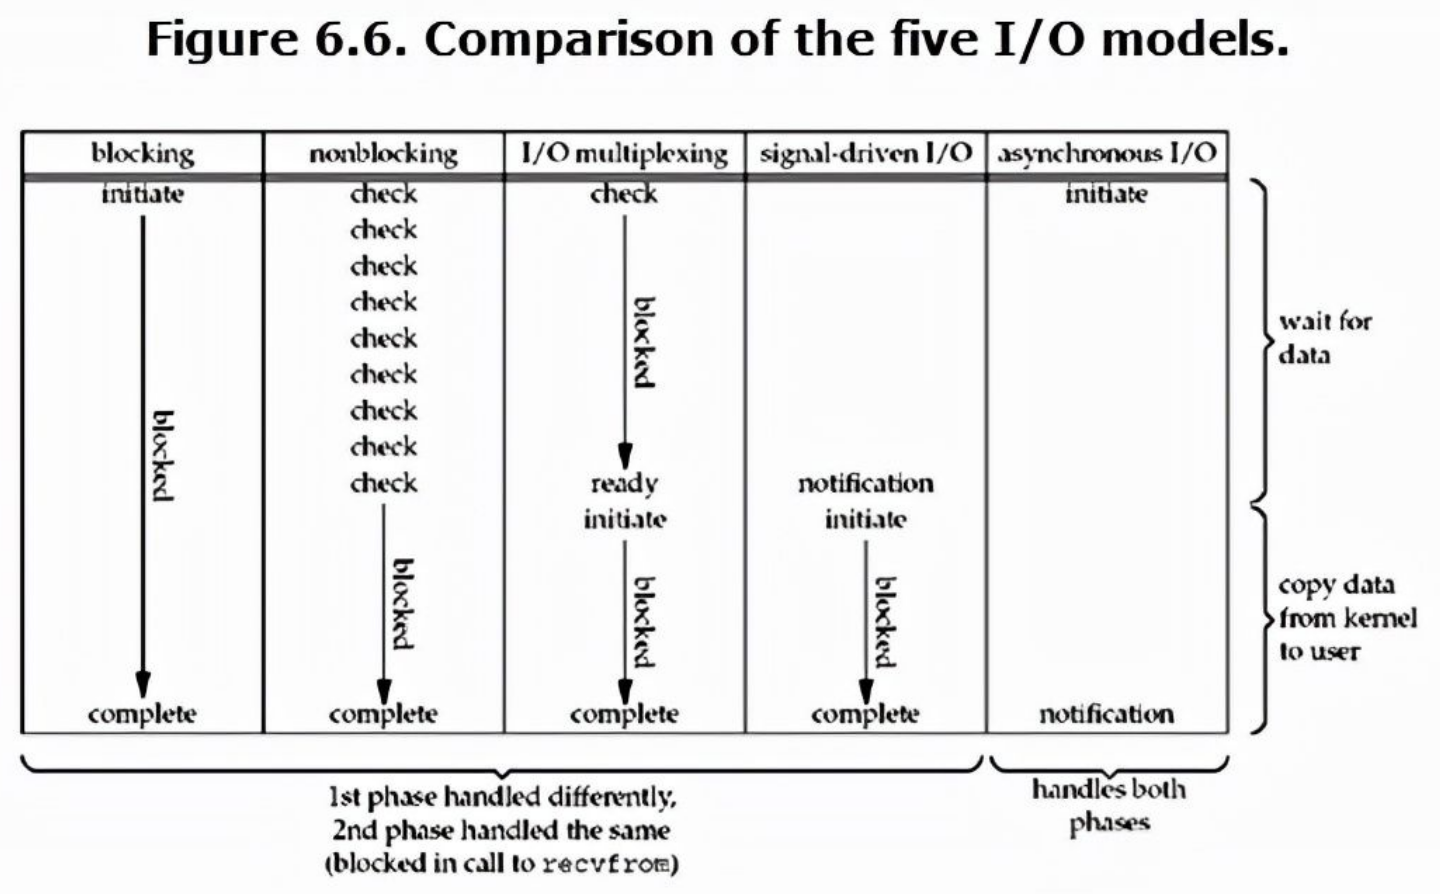 Figure 6.6. Comparison of the five I/O models.
blocking nonblocking I/O multiplexing signal-driven I/O asynchronous I/O
initiate check check initiate
check
check
check
check
check
check
check
check ready notification
initiate initiate
blocked
blocked
blocked
blocked
blocked
complete complete complete complete notification
wait for
data
copy data
from kernel
to user
1st phase handled differently,
2nd phase handled the same
(blocked in call to recvfrom)
handles both
phases